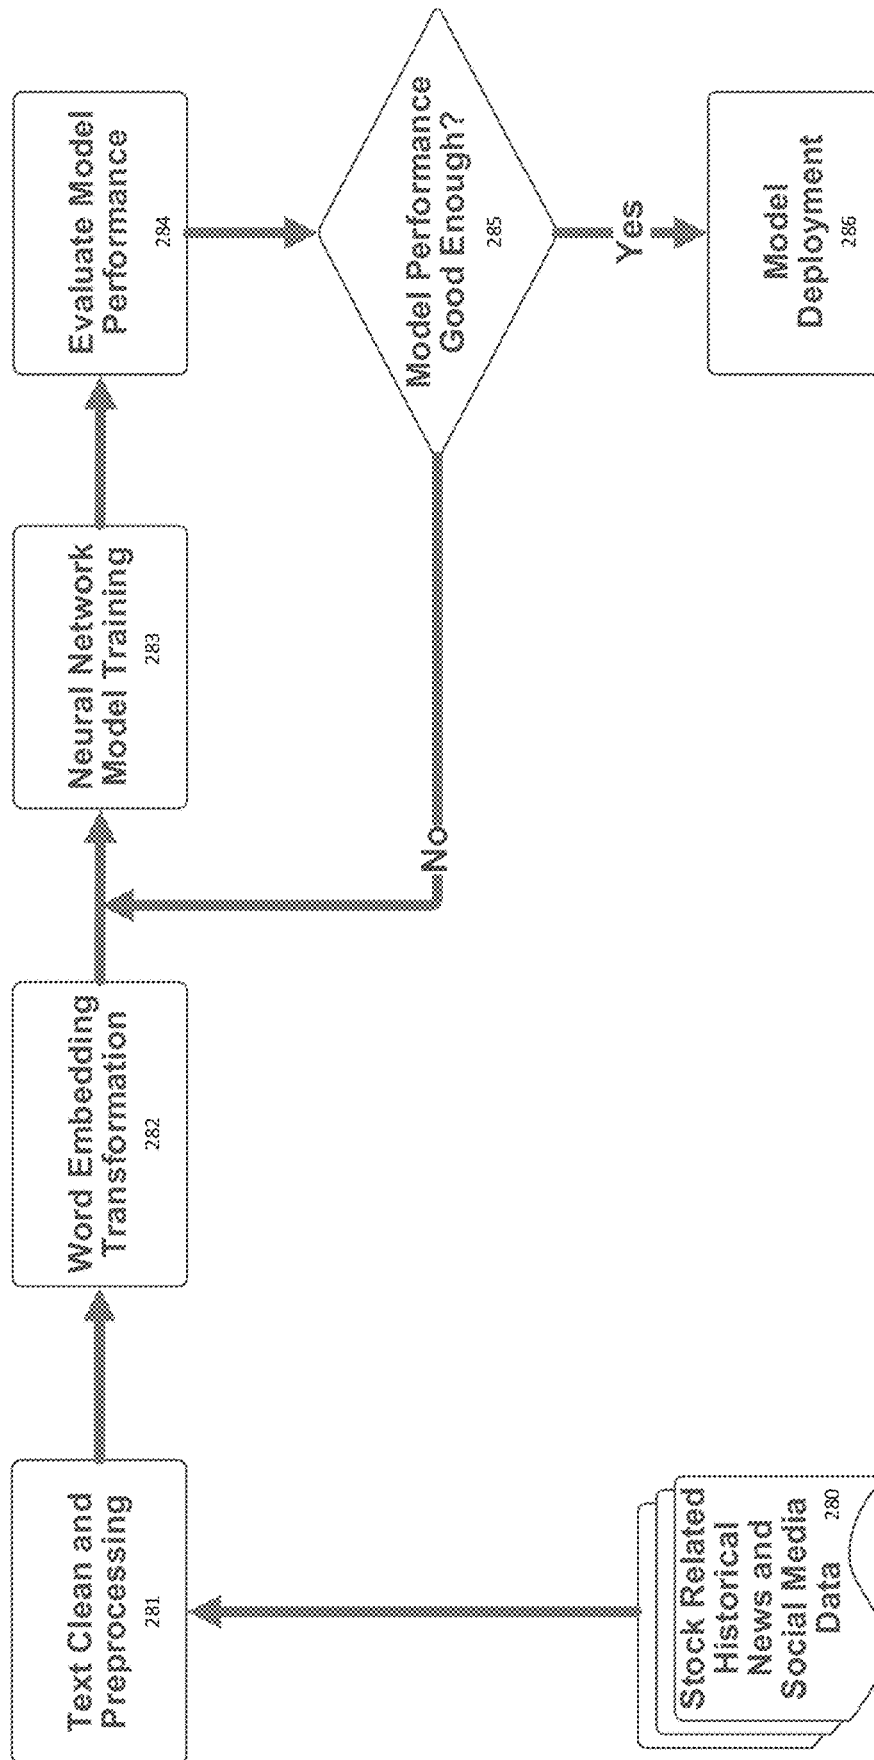 Stock Related
Historical
News and
Social Media
Data
280
Text Clean and
Preprocessing
281
Word Embedding
Transformation
282
Neural Network
Model Training
283
Evaluate Model
Performance
284
Model Performance
Good Enough?
285
No
Yes
Model
Deployment
286